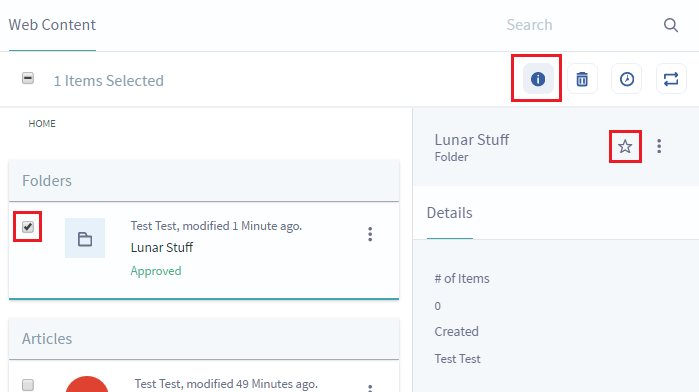 Web Content
Search
1 Items Selected
HOME
Folders
Test Test, modified 1 Minute ago.
Lunar Stuff
Approved
Articles
Test Test, modified 49 Minutes ago.
Lunar Stuff
Folder
Details
# of Items
0
Created
Test Test